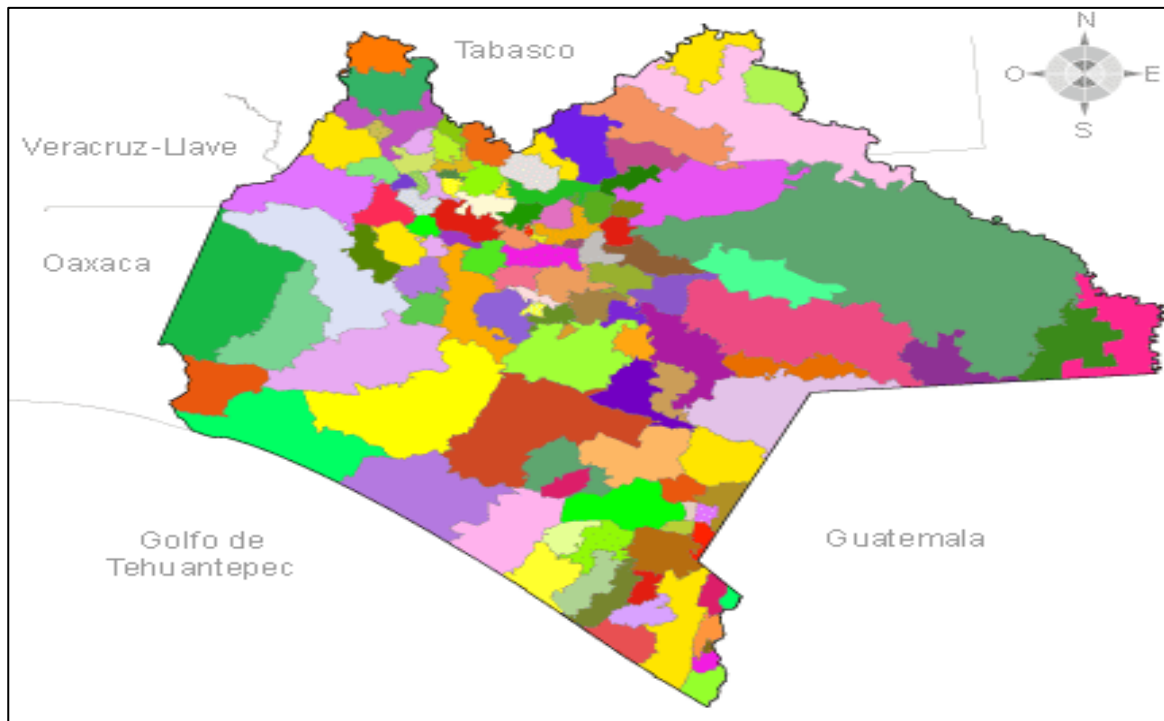 N
Tabasco
O
E
S
Veracruz-Llave
Oaxaca
Golfo de
Tehuantepec
Guatemala